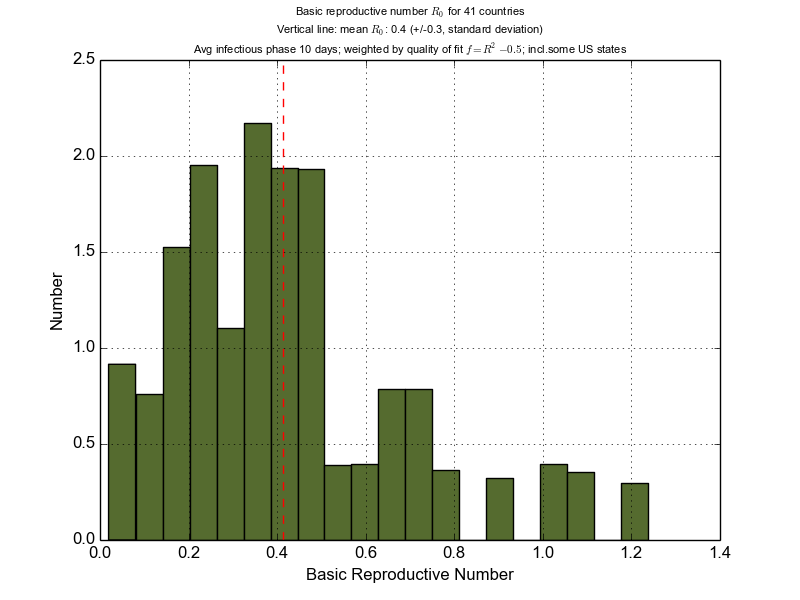 Basic reproductive number R₀ for 41 countries
Vertical line: mean R₀: 0.4 (+/-0.3, standard deviation)
Avg infectious phase 10 days; weighted by quality of fit f=R² −0.5; incl.some US states
2.5
2.0
1.5
1.0
0.5
0.0
Number
0.0 0.2 0.4 0.6 0.8 1.0 1.2 1.4
Basic Reproductive Number